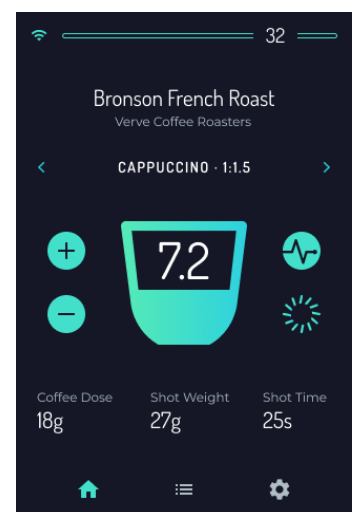 32
Bronson French Roast
Verve Coffee Roasters
CAPPUCCINO · 1:1.5
7.2
Coffee Dose Shot Weight Shot Time
18g 27g 25s